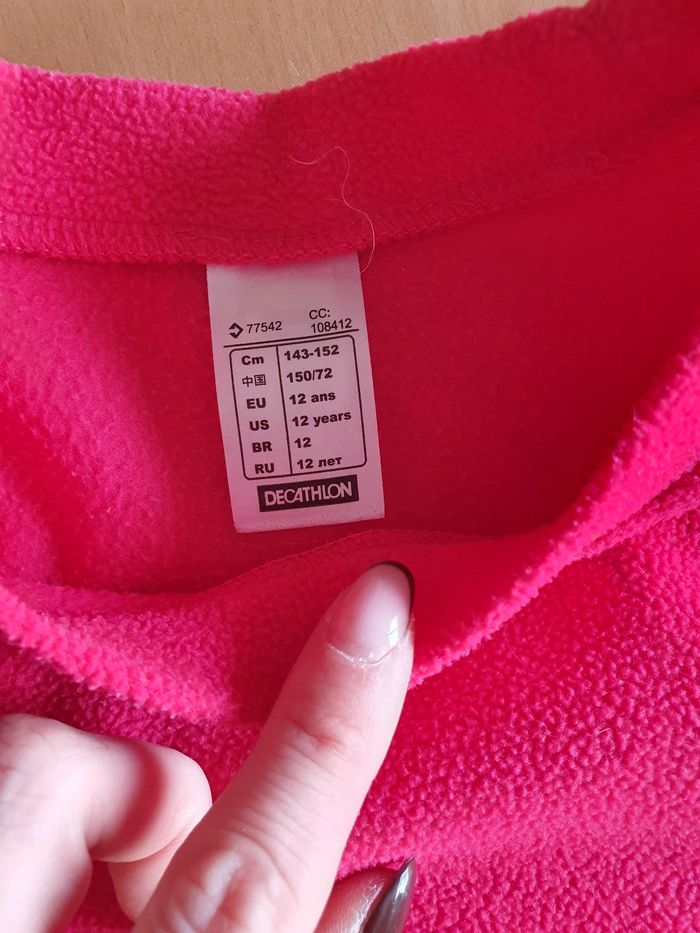 77542 CC: 108412
Cm 143-152
中国 150/72
EU 12 ans
US 12 years
BR 12
RU 12 лет
DECATHLON